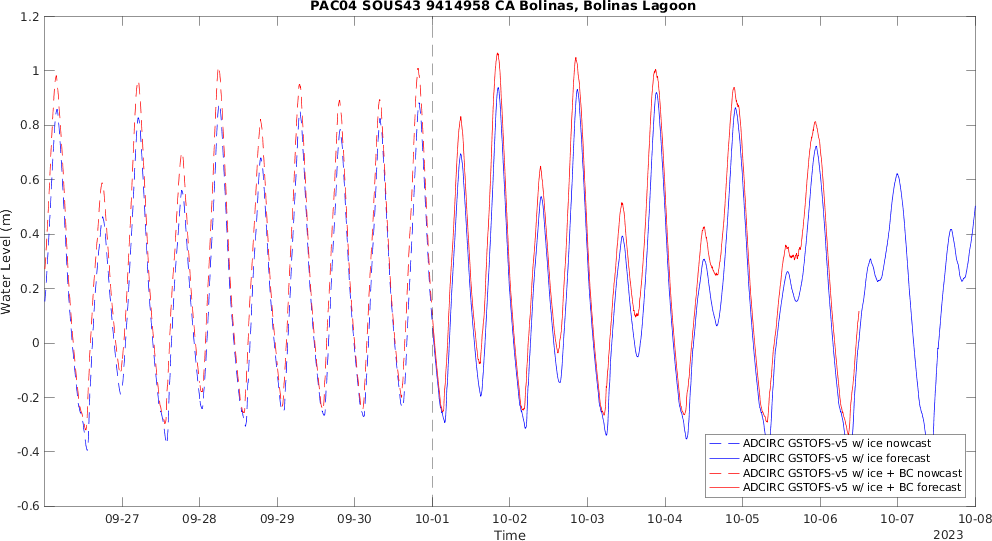 PAC04 SOUS43 9414958 CA Bolinas, Bolinas Lagoon
1.2
1
0.8
0.6
0.4
0.2
0
-0.2
-0.4
-0.6
Water Level (m)
09-27 09-28 09-29 09-30 10-01 10-02 10-03 10-04 10-05 10-06 10-07 10-08
Time
2023
ADCIRC GSTOFS-v5 w/ ice nowcast
ADCIRC GSTOFS-v5 w/ ice forecast
ADCIRC GSTOFS-v5 w/ ice + BC nowcast
ADCIRC GSTOFS-v5 w/ ice + BC forecast